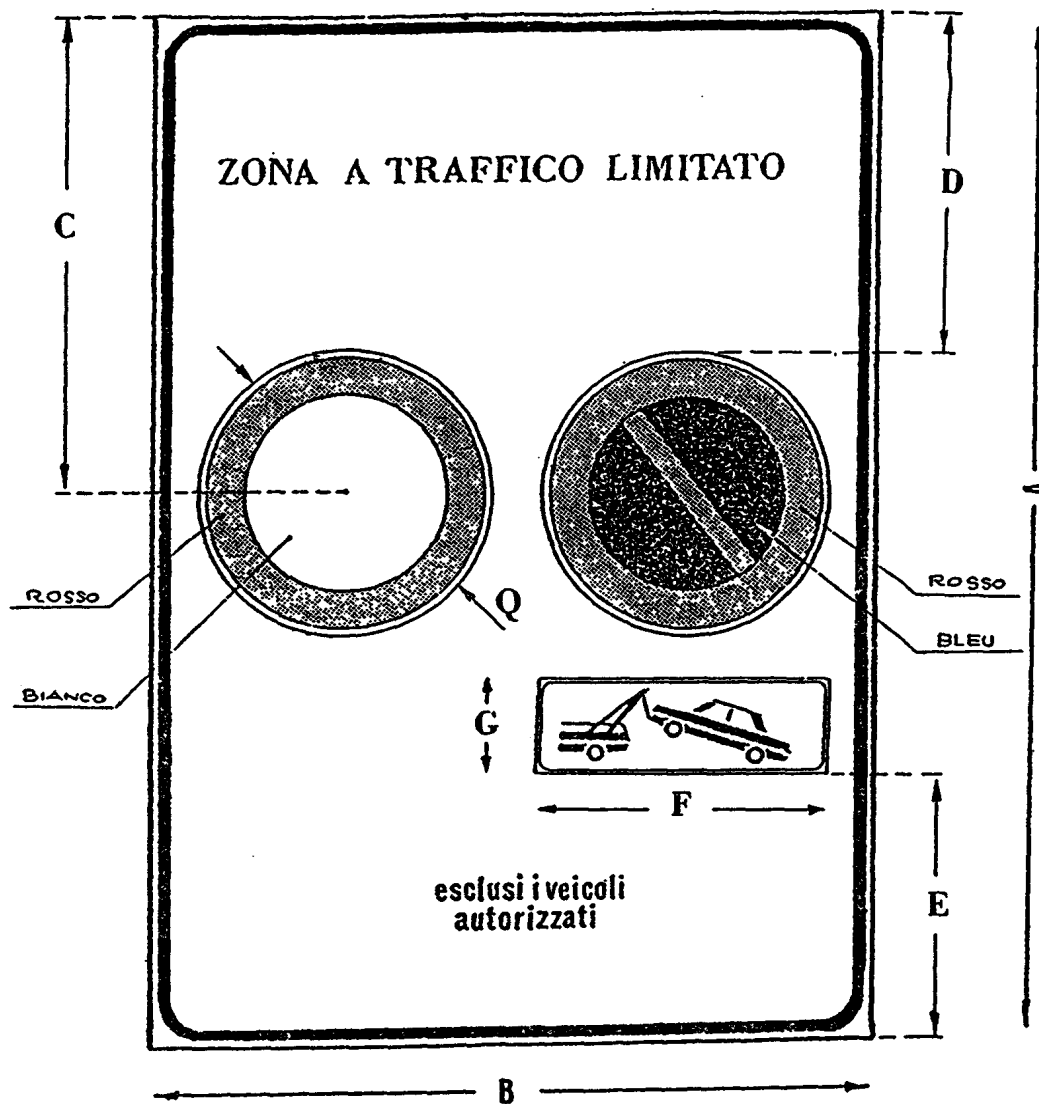 ZONA A TRAFFICO LIMITATO
C
D
ROSSO
Q
ROSSO
BLEU
BIANCO
G
F
E
esclusi i veicoli
autorizzati
B